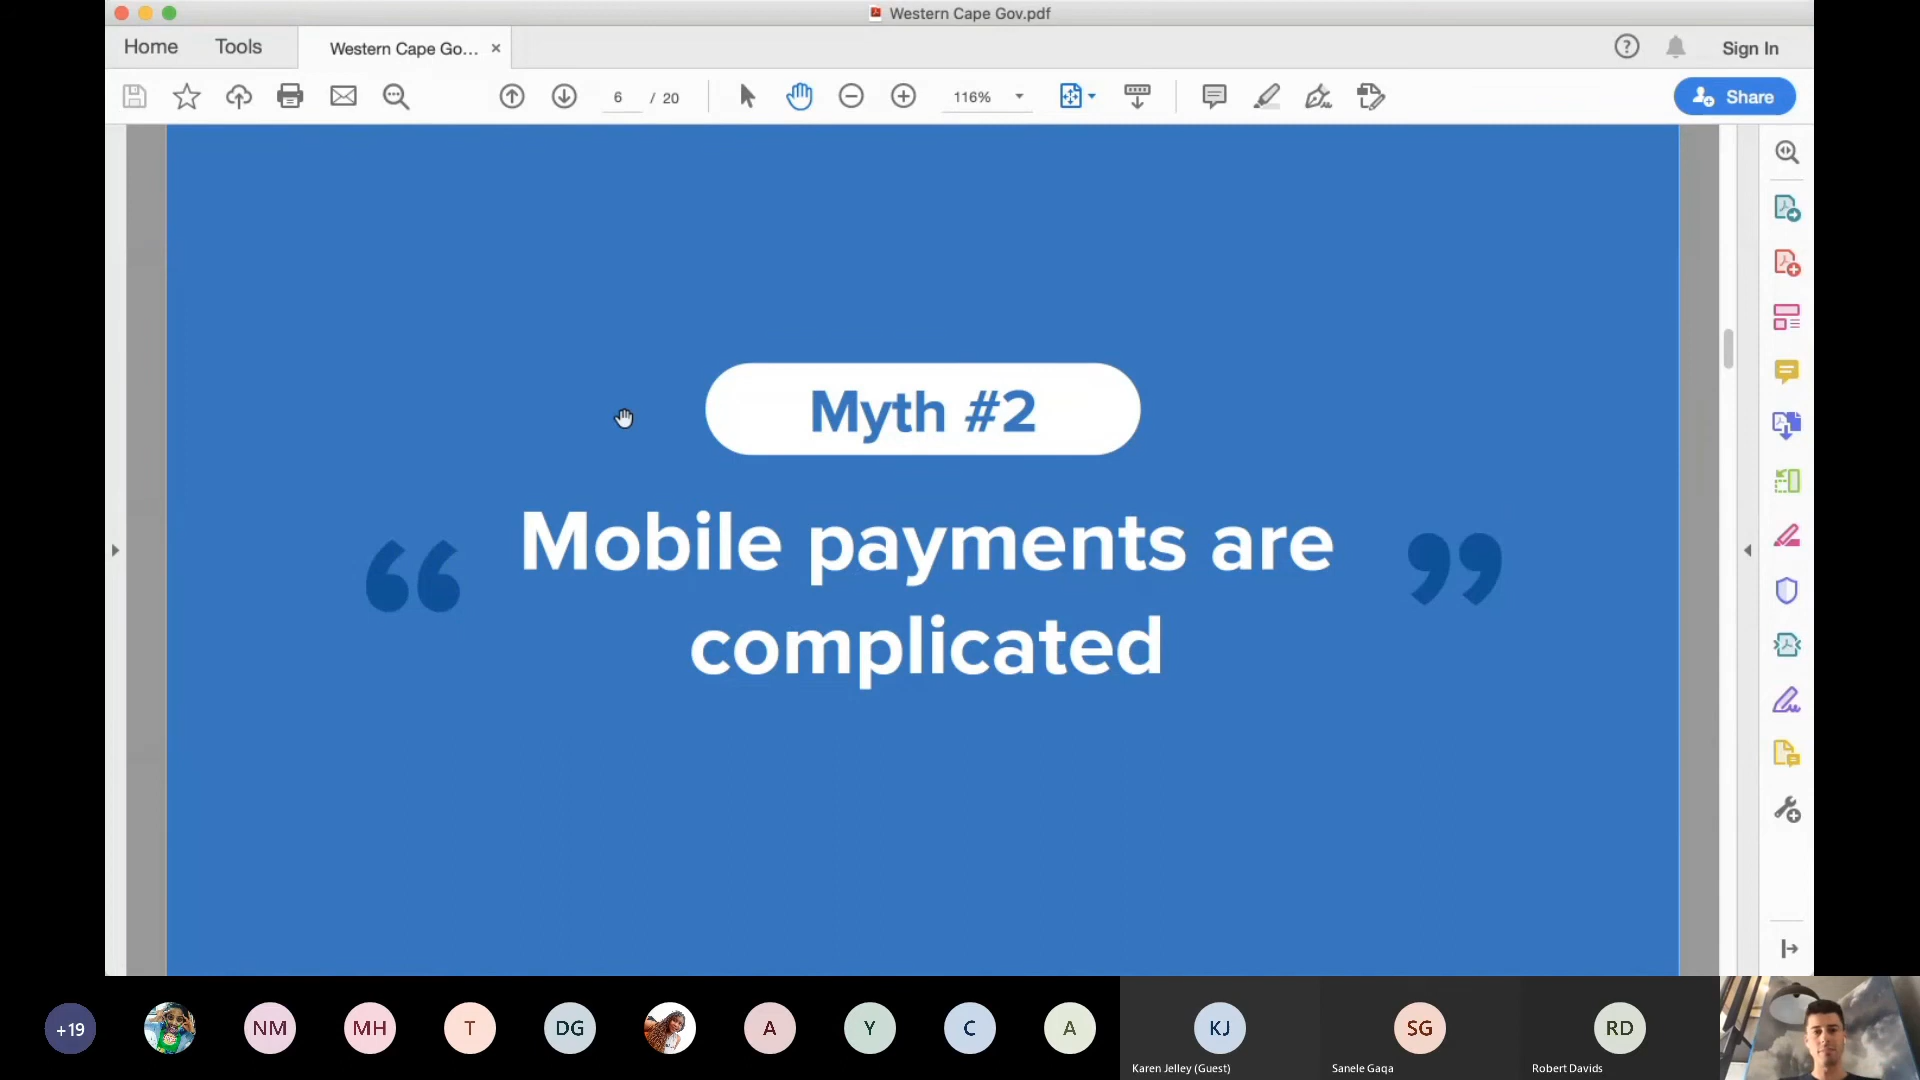 Western Cape Gov.pdf
Home
Tools
Western Cape Go... ×
Sign In
6 / 20
116%
Share
Myth #2
“ Mobile payments are ”
complicated
+19
NM
MH
T
DG
A
Y
C
A
KJ
SG
RD
Karen Jelley (Guest)
Sanele Gaqa
Robert Davids